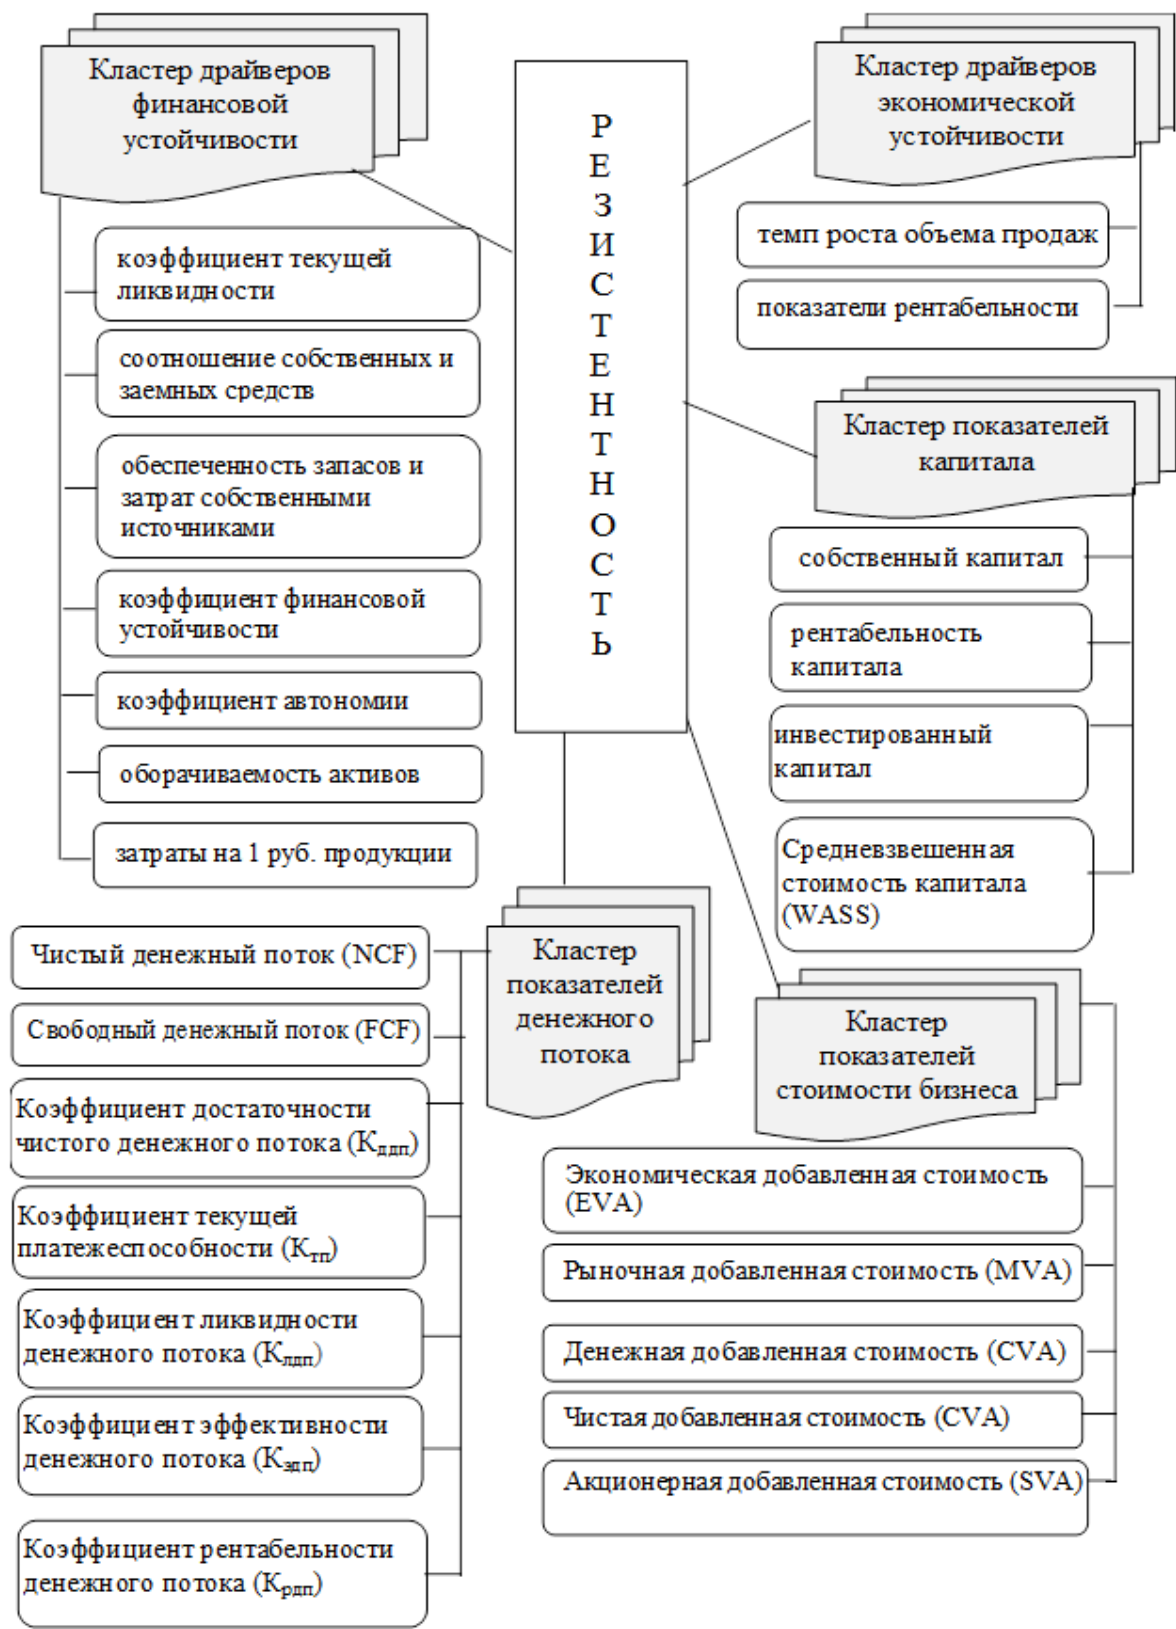 Кластер драйверов
финансовой
устойчивости
коэффициент текущей
ликвидности
соотношение собственных и
заемных средств
обеспеченность запасов и
затрат собственными
источниками
коэффициент финансовой
устойчивости
коэффициент автономии
оборачиваемость активов
затраты на 1 руб. продукции
Р
Е
З
И
С
Т
Е
Н
Т
Н
О
С
Т
Ь
Кластер драйверов
экономической
устойчивости
темп роста объема продаж
показатели рентабельности
Кластер показателей
капитала
собственный капитал
рентабельность
капитала
инвестированный
капитал
Средневзвешенная
стоимость капитала
(WASS)
Кластер
показателей
денежного
потока
Чистый денежный поток (NCF)
Свободный денежный поток (FCF)
Коэффициент достаточности
чистого денежного потока (Кддп)
Коэффициент текущей
платежеспособности (Ктп)
Коэффициент ликвидности
денежного потока (Клдп)
Коэффициент эффективности
денежного потока (Кэдп)
Коэффициент рентабельности
денежного потока (Крдп)
Кластер
показателей
стоимости бизнеса
Экономическая добавленная стоимость
(EVA)
Рыночная добавленная стоимость (MVA)
Денежная добавленная стоимость (CVA)
Чистая добавленная стоимость (CVA)
Акционерная добавленная стоимость (SVA)